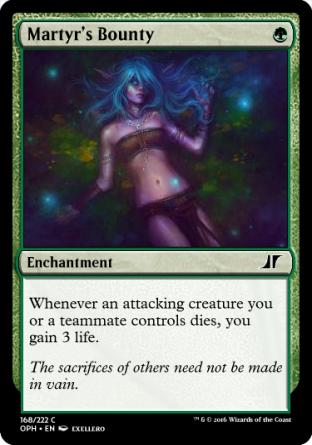 Martyr's Bounty
Enchantment
Whenever an attacking creature you
or a teammate controls dies, you
gain 3 life.
The sacrifices of others need not be made
in vain.
168/222 C
OPH • EN EXELLERO
™ & © 2016 Wizards of the Coast